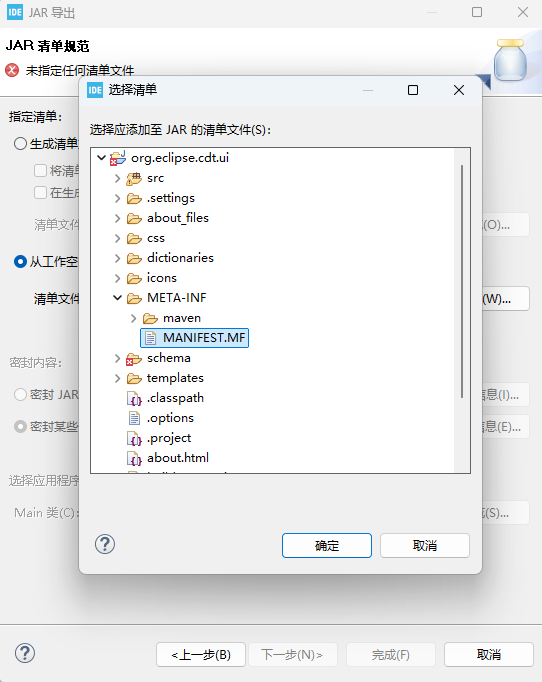 IDE JAR 导出
JAR 清单规范
未指定任何清单文件
指定清单:
生成清单
将清
在生成
清单文件
(O)...
从工作空
清单文件
(W)...
IDE 选择清单
选择应添加至 JAR 的清单文件(S):
org.eclipse.cdt.ui
src
.settings
about_files
css
dictionaries
icons
META-INF
maven
MANIFEST.MF
schema
templates
.classpath
.options
.project
about.html
确定
取消
密封内容:
密封 JAR
信息(I)...
密封某些
信息(E)...
选择应用程序
Main 类(C):
(S)...
<上一步(B)
下一步(N)>
完成(F)
取消